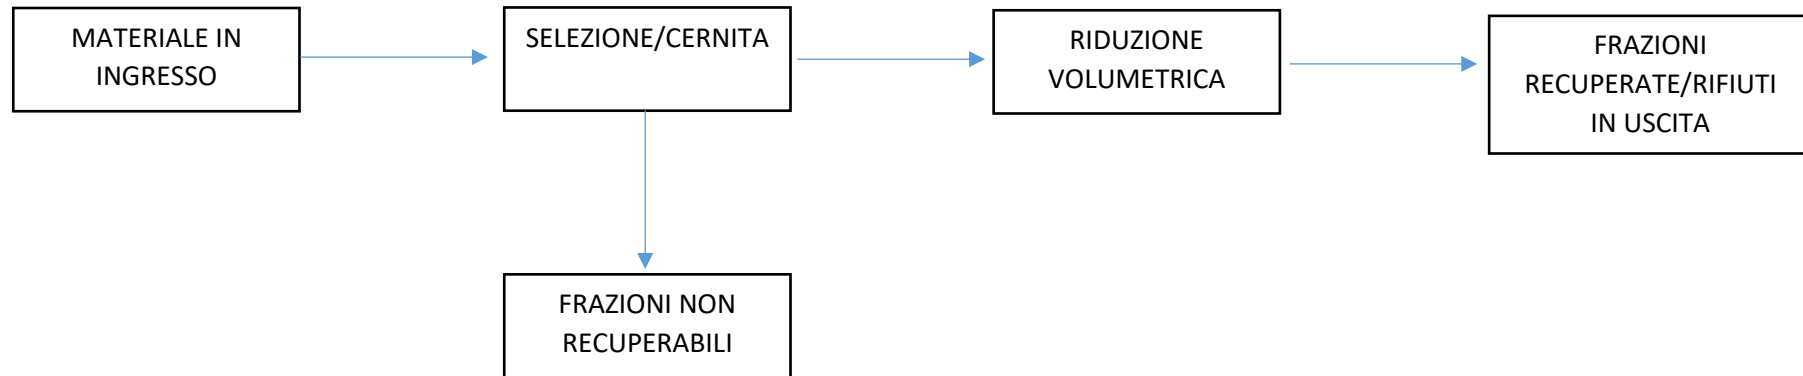 MATERIALE IN
INGRESSO
SELEZIONE/CERNITA
RIDUZIONE
VOLUMETRICA
FRAZIONI
RECUPERATE/RIFIUTI
IN USCITA
FRAZIONI NON
RECUPERABILI